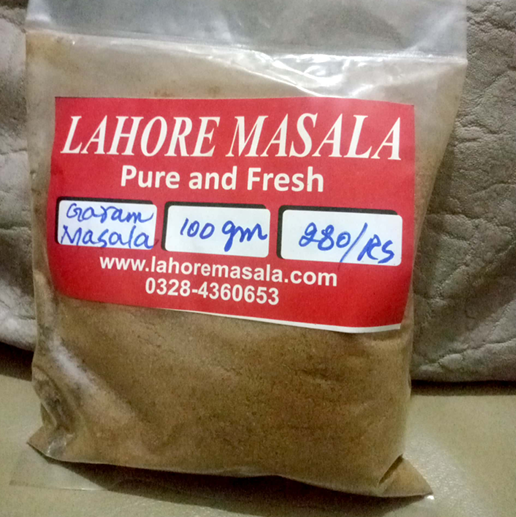 LAHORE MASALA
Pure and Fresh
Garam Masala
100 gm
280/RS
www.lahoremasala.com
0328-4360653